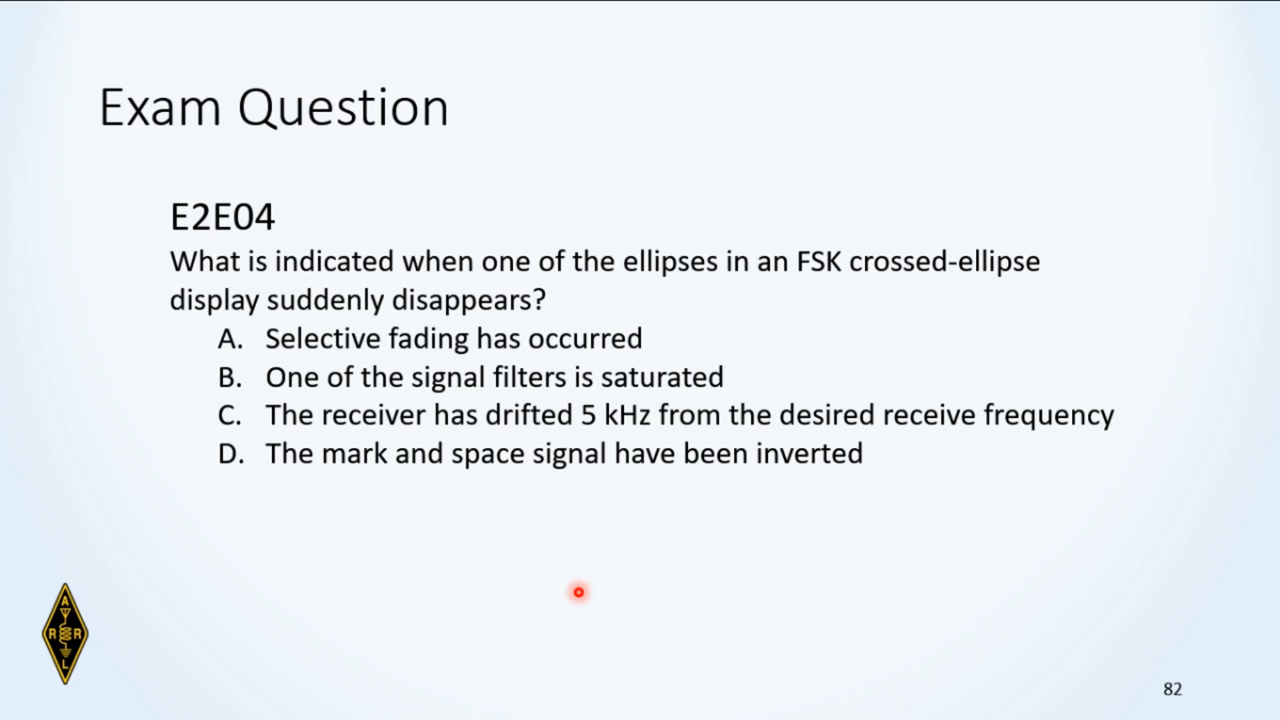 Exam Question
E2E04
What is indicated when one of the ellipses in an FSK crossed-ellipse
display suddenly disappears?
A. Selective fading has occurred
B. One of the signal filters is saturated
C. The receiver has drifted 5 kHz from the desired receive frequency
D. The mark and space signal have been inverted
A
R R
L
82